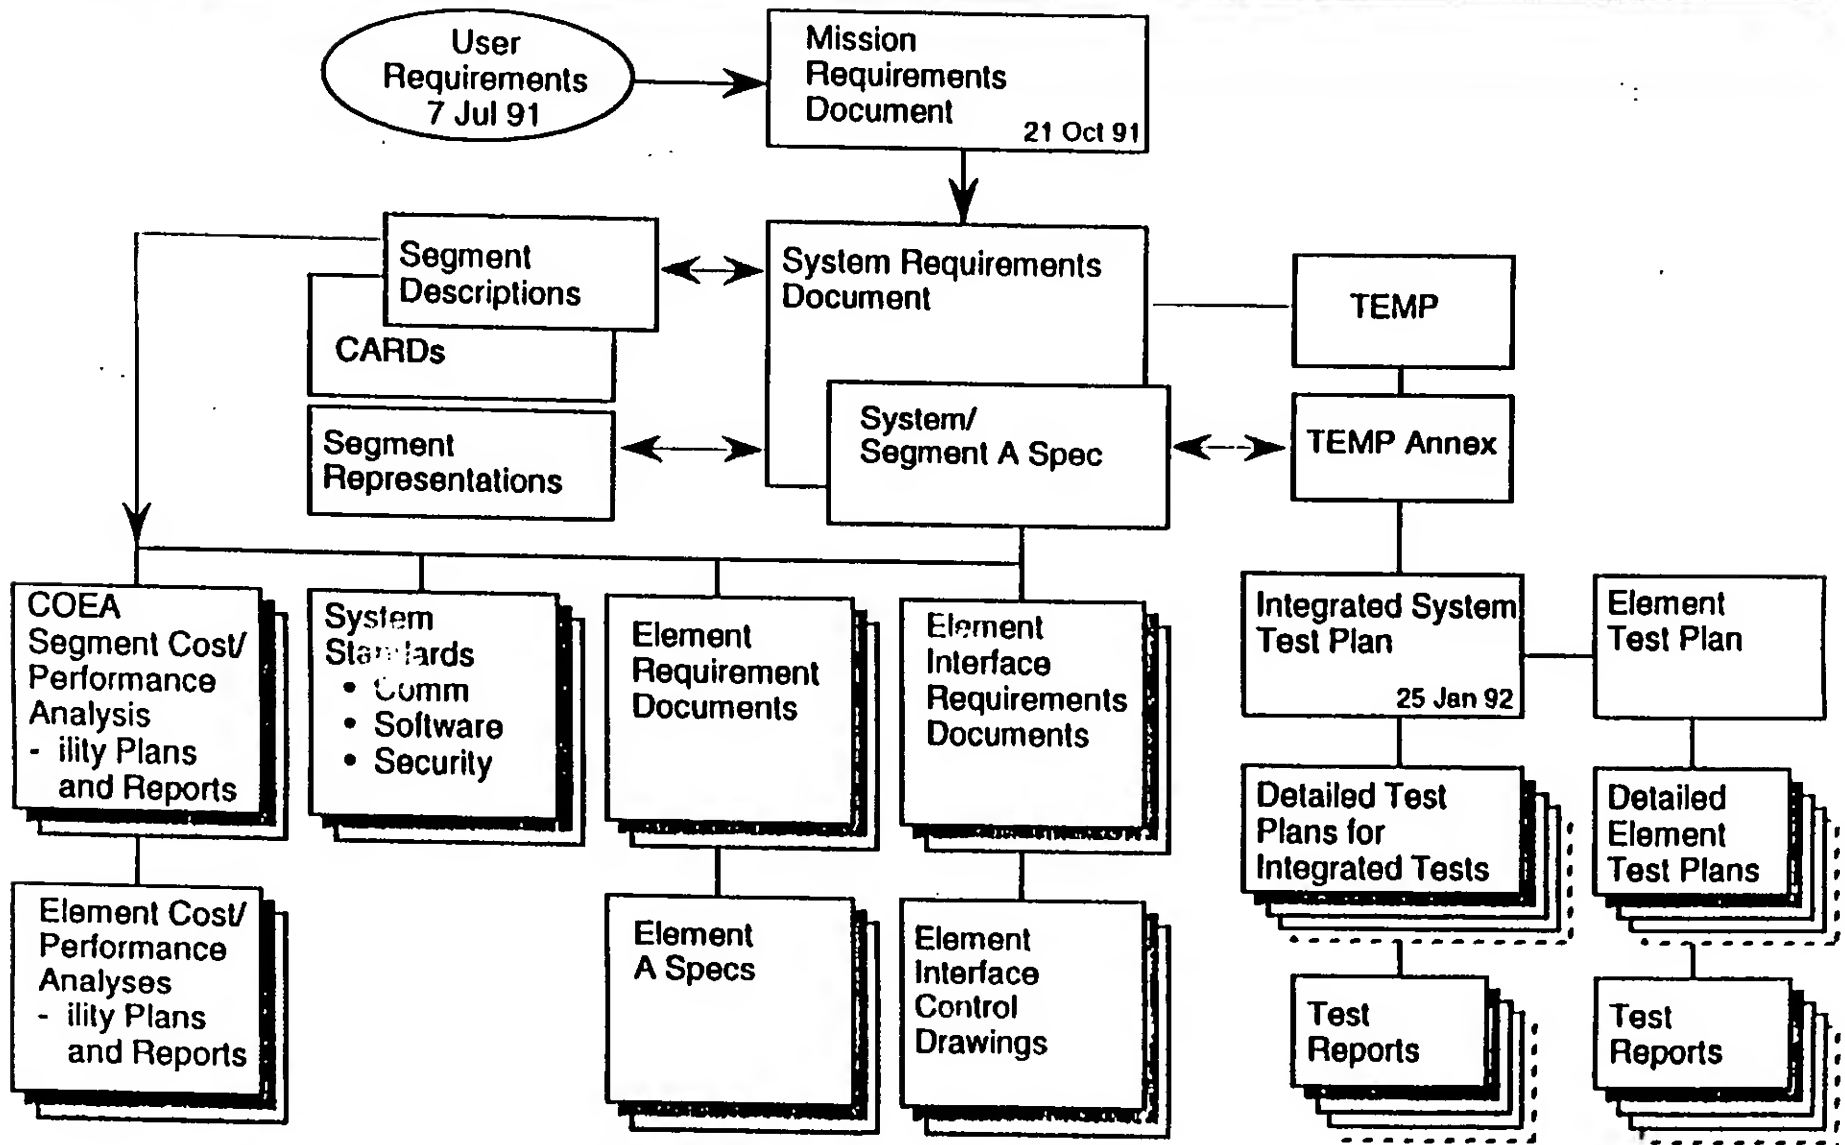 User
Requirements
7 Jul 91
Mission
Requirements
Document
21 Oct 91
Segment
Descriptions
CARDs
Segment
Representations
System Requirements
Document
System/
Segment A Spec
TEMP
TEMP Annex
COEA
Segment Cost/
Performance
Analysis
- ility Plans
and Reports
System
Standards
• Comm
• Software
• Security
Element
Requirement
Documents
Element
Interface
Requirements
Documents
Integrated System
Test Plan
25 Jan 92
Element
Test Plan
Detailed Test
Plans for
Integrated Tests
Detailed
Element
Test Plans
Element Cost/
Performance
Analyses
- ility Plans
and Reports
Element
A Specs
Element
Interface
Control
Drawings
Test
Reports
Test
Reports